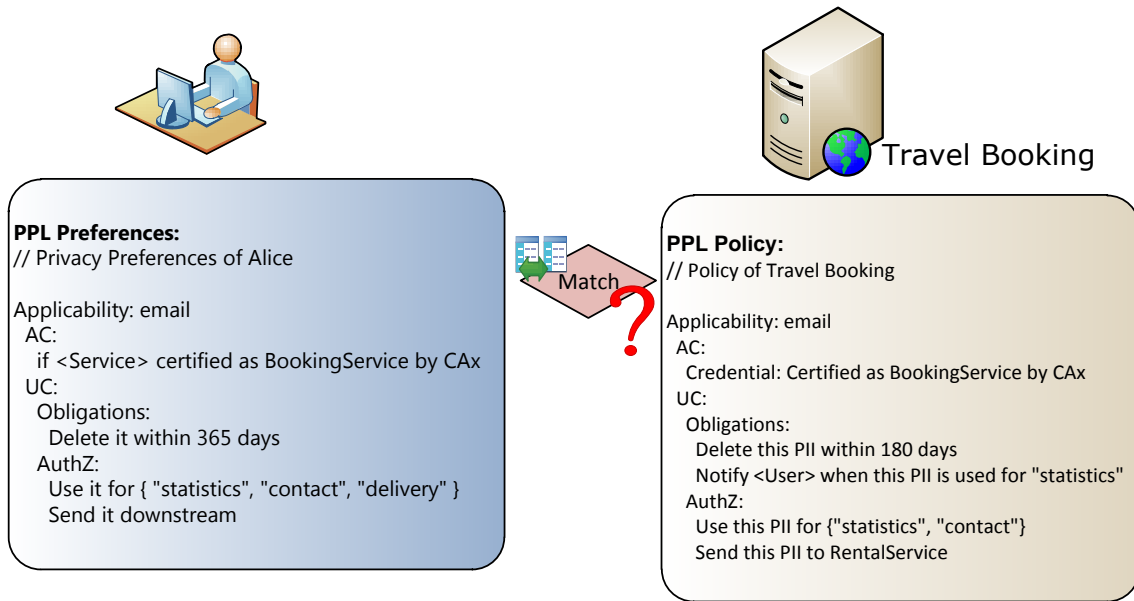 Travel Booking
PPL Preferences:
// Privacy Preferences of Alice
Applicability: email
AC:
if <Service> certified as BookingService by CAx
UC:
Obligations:
Delete it within 365 days
AuthZ:
Use it for { "statistics", "contact", "delivery" }
Send it downstream
Match
?
PPL Policy:
// Policy of Travel Booking
Applicability: email
AC:
Credential: Certified as BookingService by CAx
UC:
Obligations:
Delete this PII within 180 days
Notify <User> when this PII is used for "statistics"
AuthZ:
Use this PII for {"statistics", "contact"}
Send this PII to RentalService